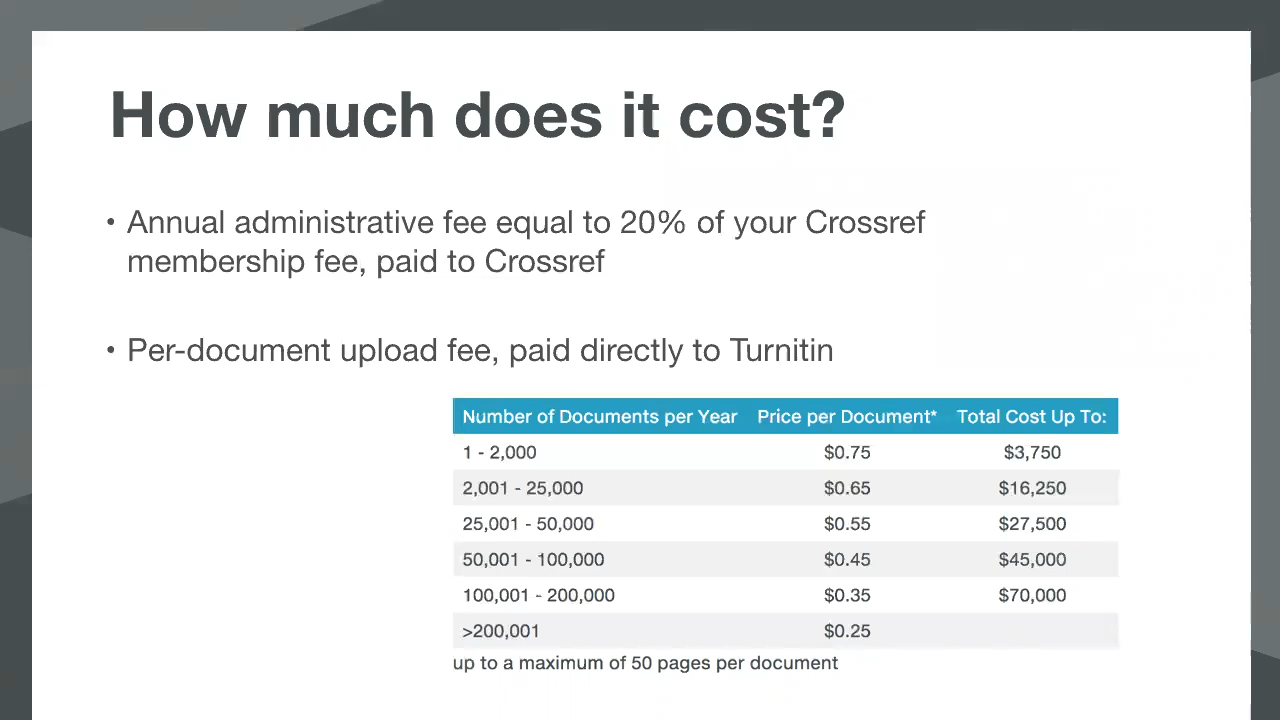 How much does it cost?
• Annual administrative fee equal to 20% of your Crossref
membership fee, paid to Crossref
• Per-document upload fee, paid directly to Turnitin
Number of Documents per Year Price per Document* Total Cost Up To:
1 - 2,000 $0.75 $3,750
2,001 - 25,000 $0.65 $16,250
25,001 - 50,000 $0.55 $27,500
50,001 - 100,000 $0.45 $45,000
100,001 - 200,000 $0.35 $70,000
>200,001 $0.25
up to a maximum of 50 pages per document